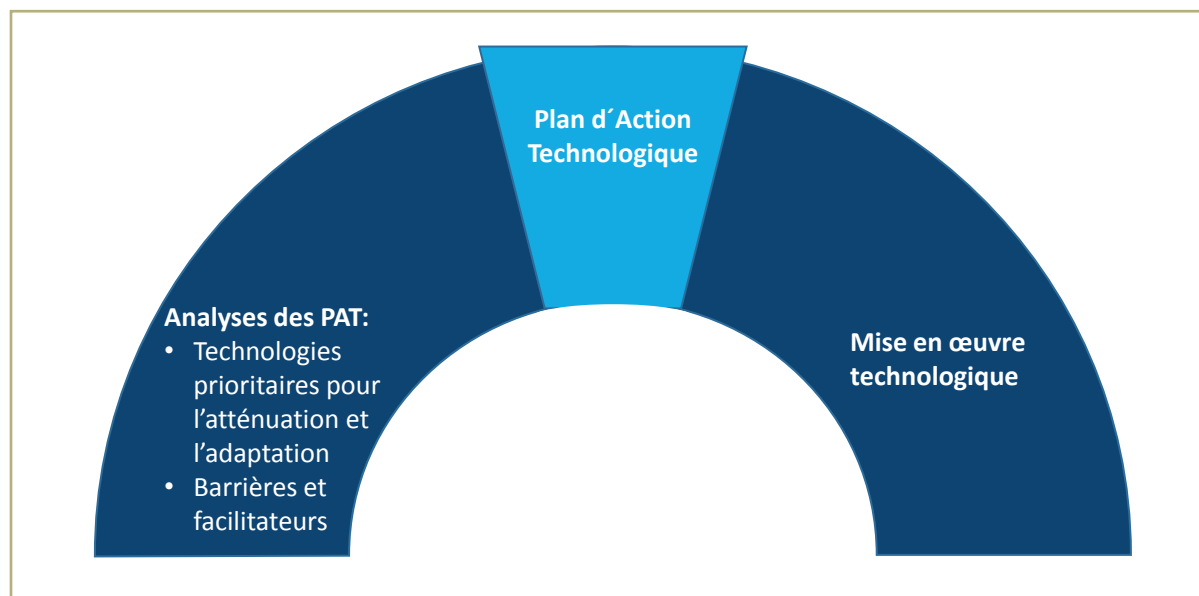 Plan d´Action
Technologique
Analyses des PAT:
• Technologies
prioritaires pour
l’atténuation et
l’adaptation
• Barrières et
facilitateurs
Mise en œuvre
technologique